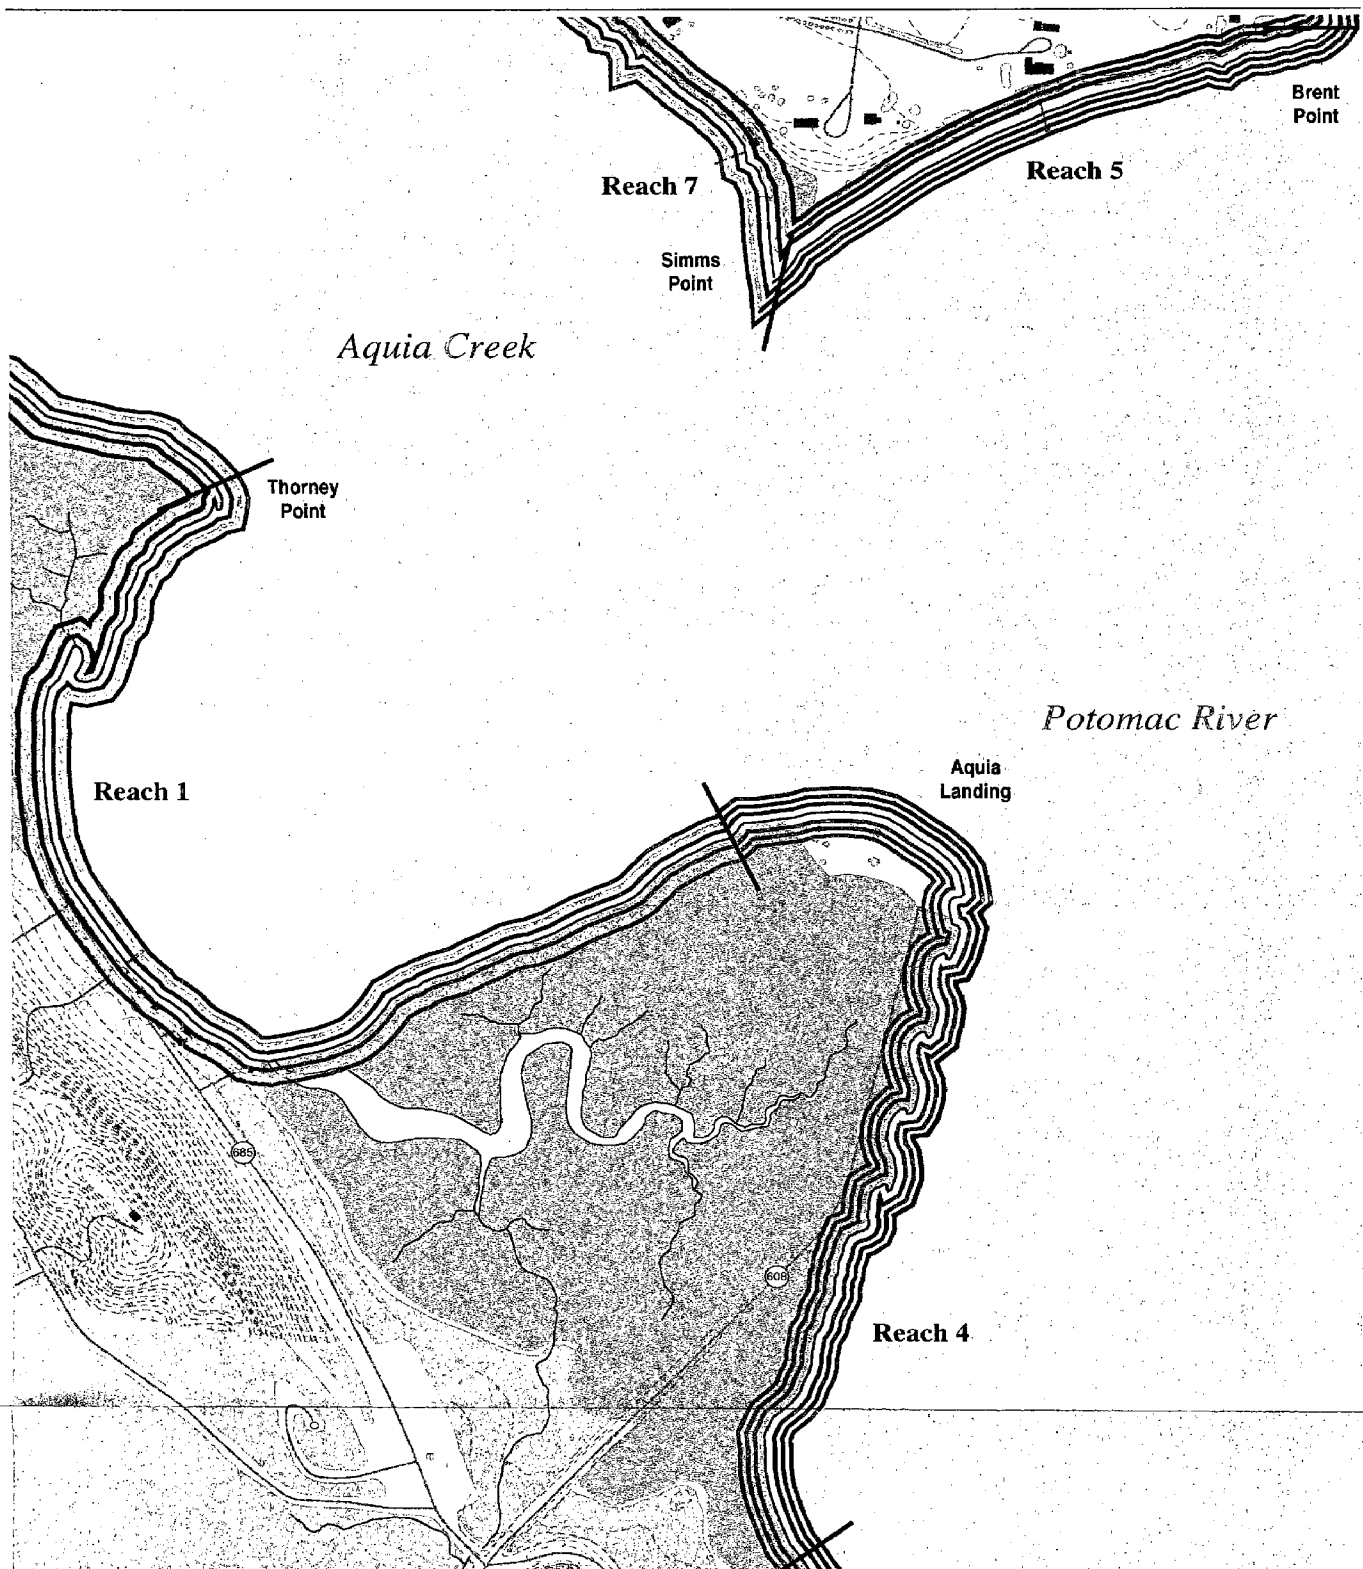 Brent
Point
Reach 5
Reach 7
Simms
Point
Aquia Creek
Thorney
Point
Potomac River
Aquia
Landing
Reach 1
685
608
Reach 4